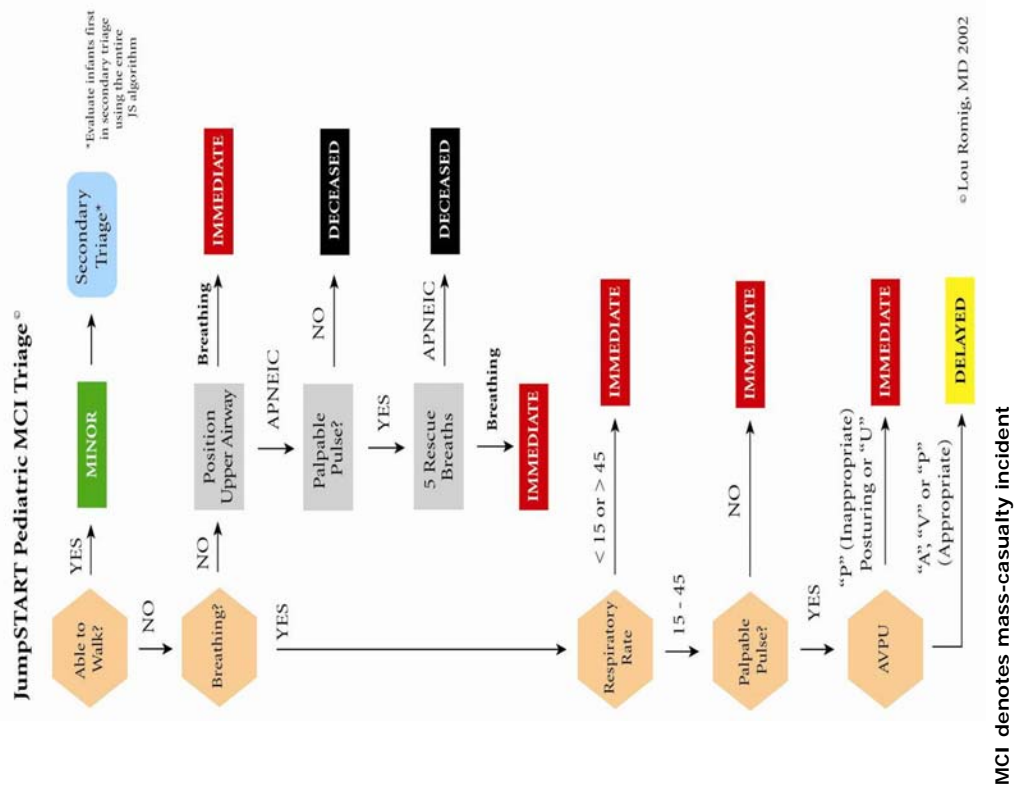 JumpSTART Pediatric MCI Triage©
Able to
Walk?
YES
MINOR
Secondary
Triage*
*Evaluate infants first
in secondary triage
using the entire
JS algorithm
NO
Breathing?
NO
Position
Upper Airway
Breathing
IMMEDIATE
APNEIC
Palpable
Pulse?
NO
DECEASED
YES
5 Rescue
Breaths
APNEIC
DECEASED
Breathing
IMMEDIATE
YES
Respiratory
Rate
< 15 or > 45
IMMEDIATE
15 - 45
Palpable
Pulse?
NO
IMMEDIATE
YES
AVPU
"P" (Inappropriate)
Posturing or "U"
IMMEDIATE
"A", "V" or "P"
(Appropriate)
DELAYED
©Lou Romig, MD 2002
MCI denotes mass-casualty incident